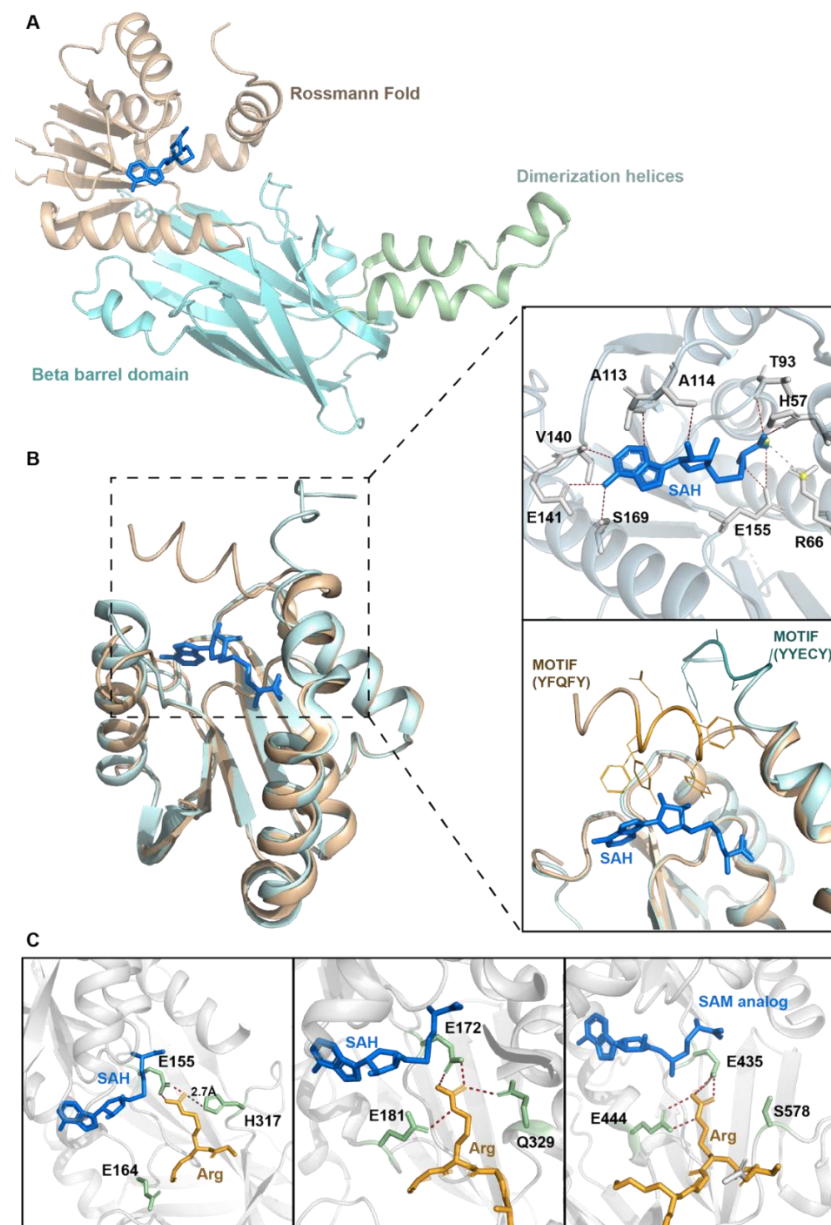 A
Rossmann Fold
Dimerization helices
Beta barrel domain
T93
A113
A114
H57
V140
SAH
E141
S169
E155
R66
B
MOTIF
(YYECY)
MOTIF
(YFQFY)
SAH
C
E155
SAH
2.7Å
H317
E164
Arg
E172
SAH
E181
Q329
Arg
SAM analog
E435
E444
S578
Arg